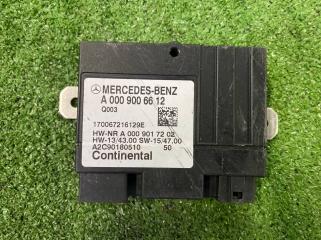 MERCEDES-BENZ
A 000 900 66 12
Q003
170067216129E
HW-NR A 000 901 72 02
HW-13/43.00 SW-15/47.00
A2C90180510 50
Continental